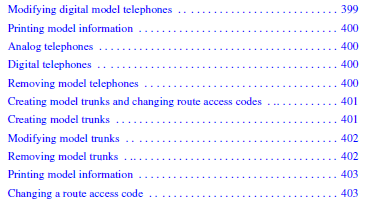 Modifying digital model telephones . . . . . . . . . . . . . . . . . . . . . . . . . . . 399
Printing model information . . . . . . . . . . . . . . . . . . . . . . . . . . . . . . . . . 400
Analog telephones . . . . . . . . . . . . . . . . . . . . . . . . . . . . . . . . . . . . . . . 400
Digital telephones . . . . . . . . . . . . . . . . . . . . . . . . . . . . . . . . . . . . . . . 400
Removing model telephones . . . . . . . . . . . . . . . . . . . . . . . . . . . . . . . . 400
Creating model trunks and changing route access codes . . . . . . . . . . . 401
Creating model trunks . . . . . . . . . . . . . . . . . . . . . . . . . . . . . . . . . . . . 401
Modifying model trunks . . . . . . . . . . . . . . . . . . . . . . . . . . . . . . . . . . . 402
Removing model trunks . . . . . . . . . . . . . . . . . . . . . . . . . . . . . . . . . . . 402
Printing model information . . . . . . . . . . . . . . . . . . . . . . . . . . . . . . . . . 403
Changing a route access code . . . . . . . . . . . . . . . . . . . . . . . . . . . . . . . 403